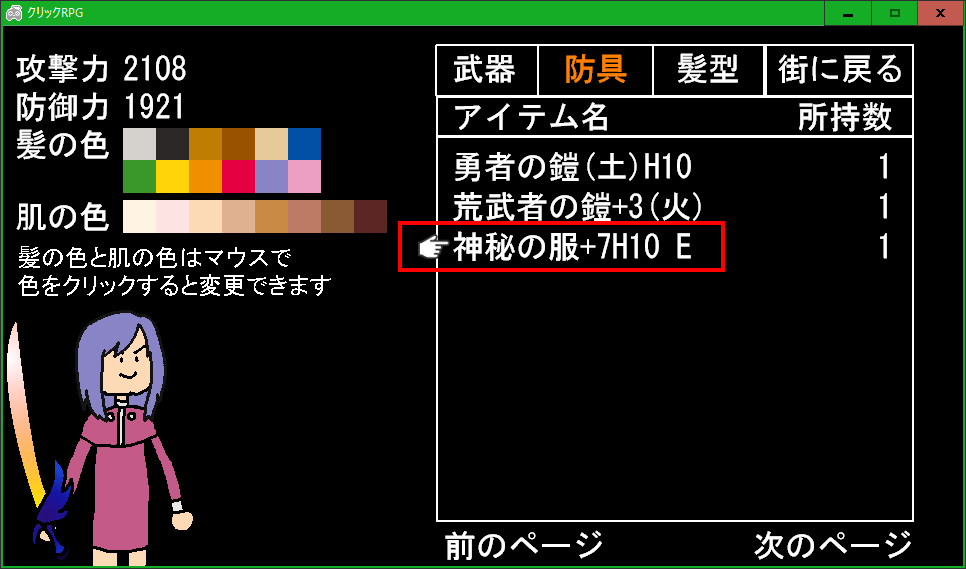 クリックRPG
攻撃力 2108
防御力 1921
髪の色
肌の色
髪の色と肌の色はマウスで
色をクリックすると変更できます
武器 防具 髪型 街に戻る
アイテム名 所持数
勇者の鎧(土)H10 1
荒武者の鎧+3(火) 1
神秘の服+7H10 E 1
前のページ 次のページ